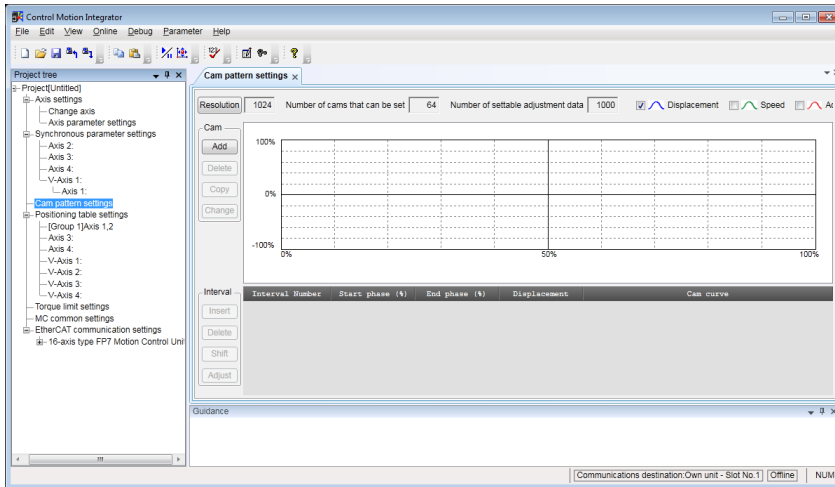 Control Motion Integrator
File Edit View Online Debug Parameter Help
Project tree
Project[Untitled]
Axis settings
Change axis
Axis parameter settings
Synchronous parameter settings
Axis 2:
Axis 3:
Axis 4:
V-Axis 1:
Axis 1:
Cam pattern settings
Positioning table settings
[Group 1]Axis 1,2
Axis 3:
Axis 4:
V-Axis 1:
V-Axis 2:
V-Axis 3:
V-Axis 4:
Torque limit settings
MC common settings
EtherCAT communication settings
16-axis type FP7 Motion Control Uni
Cam pattern settings x
Resolution 1024 Number of cams that can be set 64 Number of settable adjustment data 1000 Displacement Speed Ac
Cam
Add
Delete
Copy
Change
100%
0%
-100%
0% 50% 100%
Interval
Insert
Delete
Shift
Adjust
Interval Number Start phase (%) End phase (%) Displacement Cam curve
Guidance
Communications destination:Own unit - Slot No.1 Offline NUM